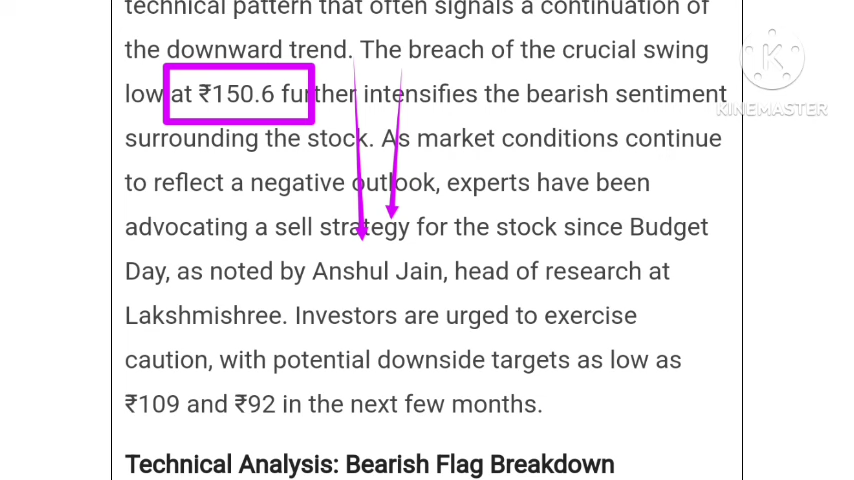 technical pattern that often signals a continuation of
the downward trend. The breach of the crucial swing
low at ₹150.6 further intensifies the bearish sentiment
surrounding the stock. As market conditions continue
to reflect a negative outlook, experts have been
advocating a sell strategy for the stock since Budget
Day, as noted by Anshul Jain, head of research at
Lakshmishree. Investors are urged to exercise
caution, with potential downside targets as low as
₹109 and ₹92 in the next few months.
Technical Analysis: Bearish Flag Breakdown
K
KINEMASTER